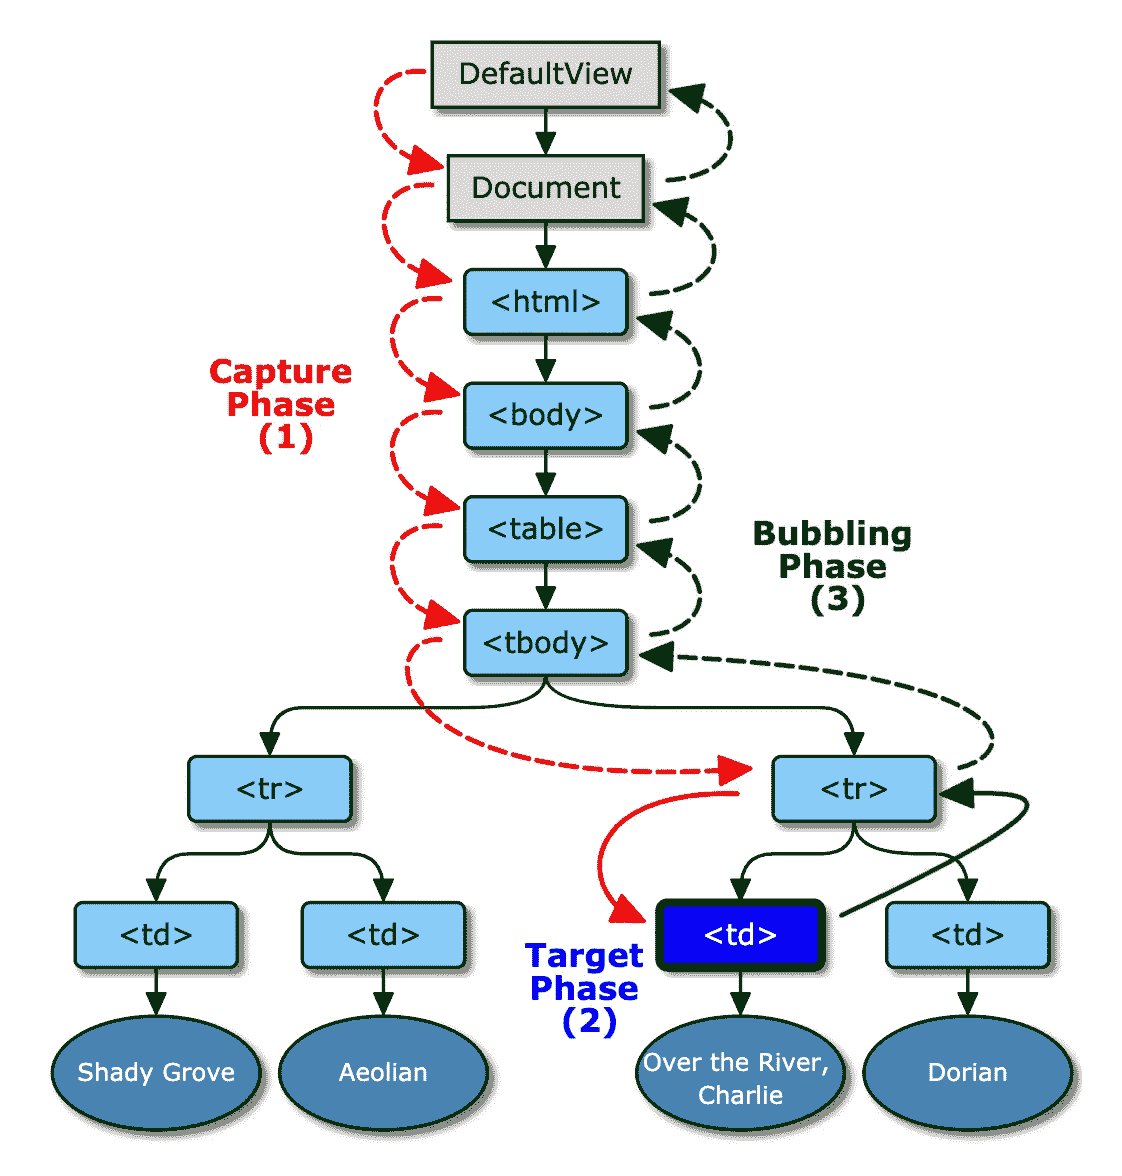 DefaultView
Document
<html>
Capture
Phase
(1)
<body>
<table>
Bubbling
Phase
(3)
<tbody>
<tr>
<tr>
<td>
<td>
<td>
<td>
Target
Phase
(2)
Shady Grove
Aeolian
Over the River,
Charlie
Dorian